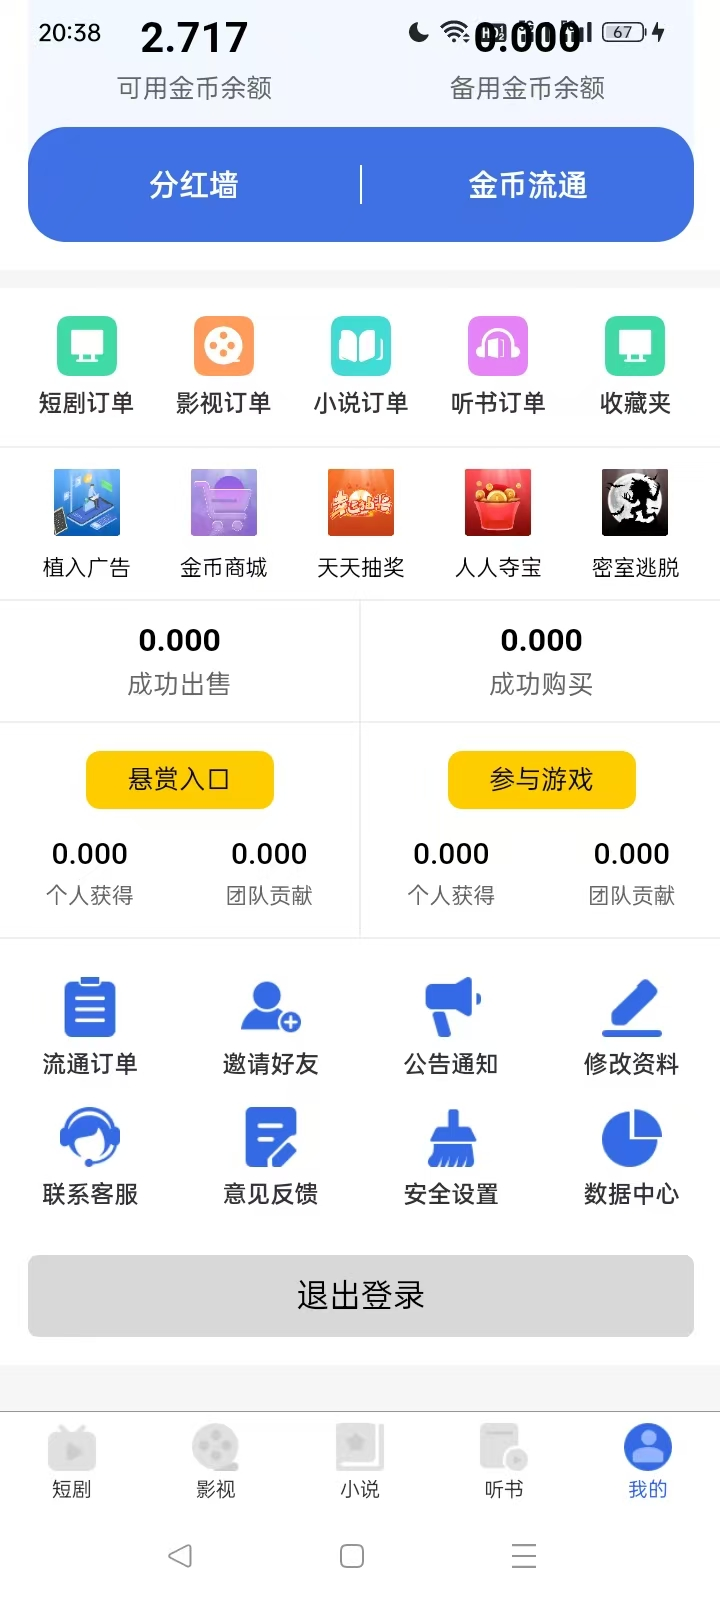 20:38
2.717
0.000
67
可用金币余额
备用金币余额
分红墙
金币流通
短剧订单
影视订单
小说订单
听书订单
收藏夹
植入广告
金币商城
天天抽奖
人人夺宝
密室逃脱
0.000
成功出售
0.000
成功购买
悬赏入口
参与游戏
0.000
0.000
0.000
0.000
个人获得
团队贡献
个人获得
团队贡献
流通订单
邀请好友
公告通知
修改资料
联系客服
意见反馈
安全设置
数据中心
退出登录
短剧
影视
小说
听书
我的